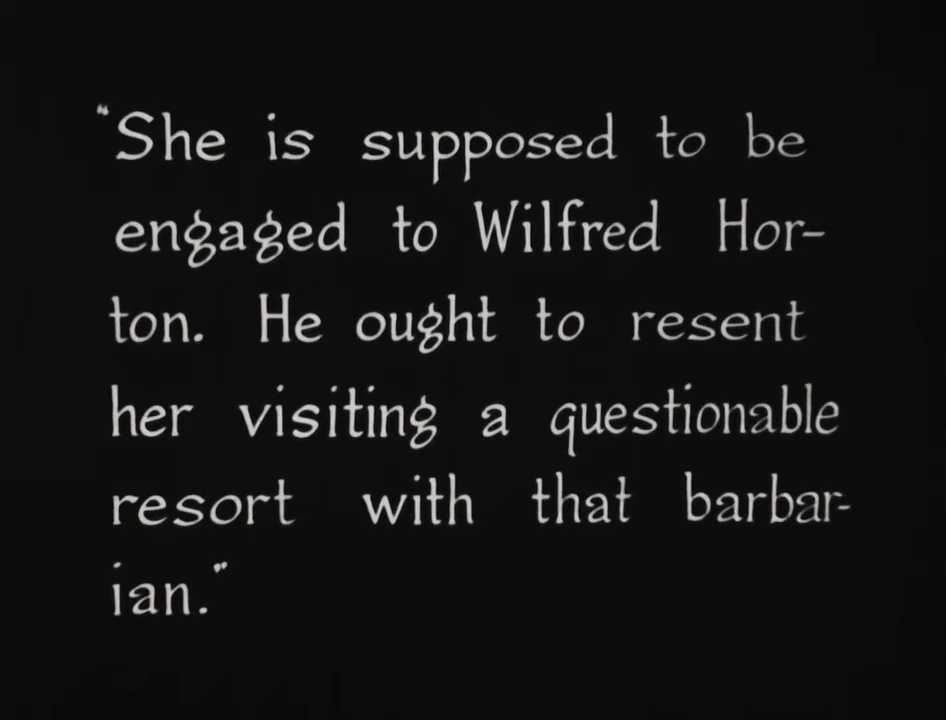 “She is supposed to be
engaged to Wilfred Hor-
ton. He ought to resent
her visiting a questionable
resort with that barbar-
ian.”